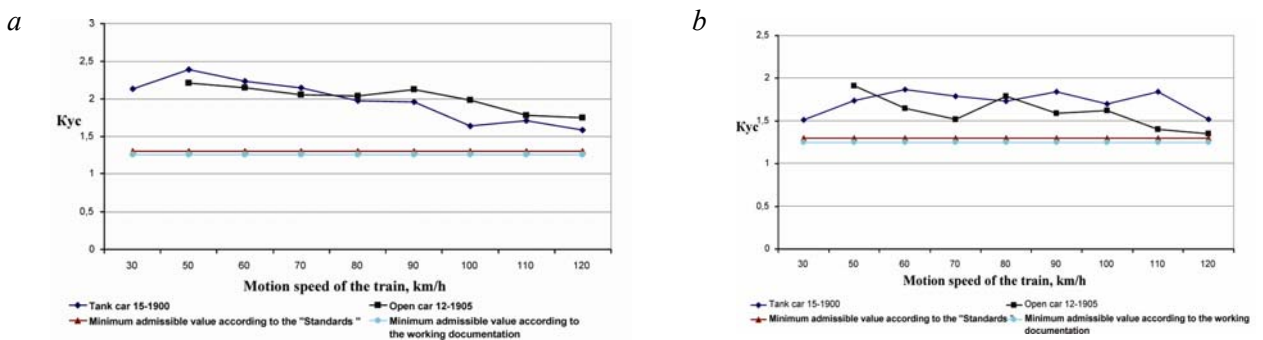 a
3
2,5
2
Kyc
1,5
1
0,5
0
30 50 60 70 80 90 100 110 120
Motion speed of the train, km/h
Tank car 15-1900
Open car 12-1905
Minimum admissible value according to the "Standards "
Minimum admissible value according to
the working documentation
b
2,5
2
1,5
Kyc
1
0,5
0
30 50 60 70 80 90 100 110 120
Motion speed of the train, km/h
Tank car 15-1900
Open car 12-1905
Minimum admissible value according to the "Standards "
Minimum admissible value according to the working
documentation